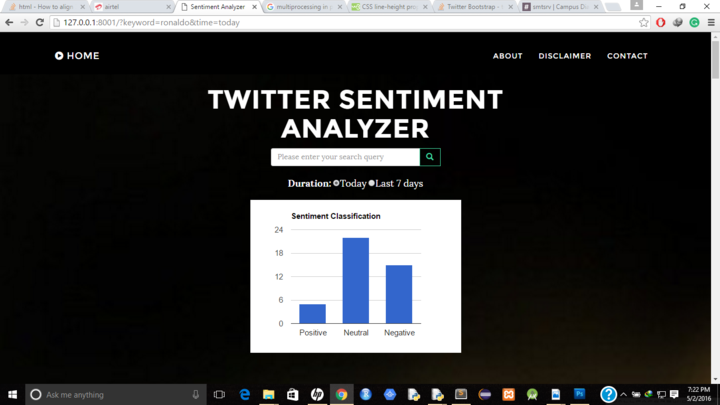 html - How to align
airtel
Sentiment Analyzer
multiprocessing in p
CSS line-height pro
Twitter Bootstrap - v
smtsrv | Campus Di
127.0.0.1:8001/?keyword=ronaldo&time=today
HOME
ABOUT
DISCLAIMER
CONTACT
TWITTER SENTIMENT
ANALYZER
Please enter your search query
Duration: Today Last 7 days
Sentiment Classification
24
18
12
6
0
Positive
Neutral
Negative
Ask me anything
7:22 PM
5/2/2016